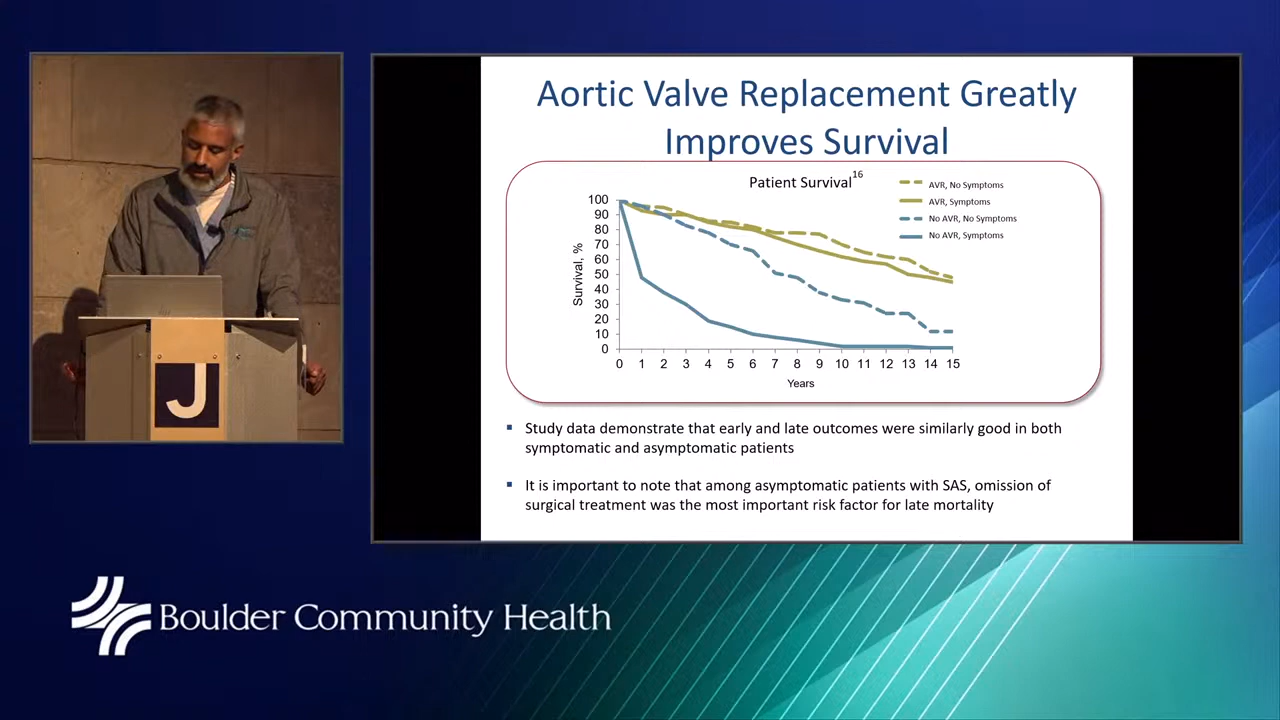 Aortic Valve Replacement Greatly
Improves Survival
Patient Survival16
AVR, No Symptoms
AVR, Symptoms
No AVR, No Symptoms
No AVR, Symptoms
Survival, %
100
90
80
70
60
50
40
30
20
10
0
0 1 2 3 4 5 6 7 8 9 10 11 12 13 14 15
Years
▪ Study data demonstrate that early and late outcomes were similarly good in both
symptomatic and asymptomatic patients
▪ It is important to note that among asymptomatic patients with SAS, omission of
surgical treatment was the most important risk factor for late mortality
J
Boulder Community Health